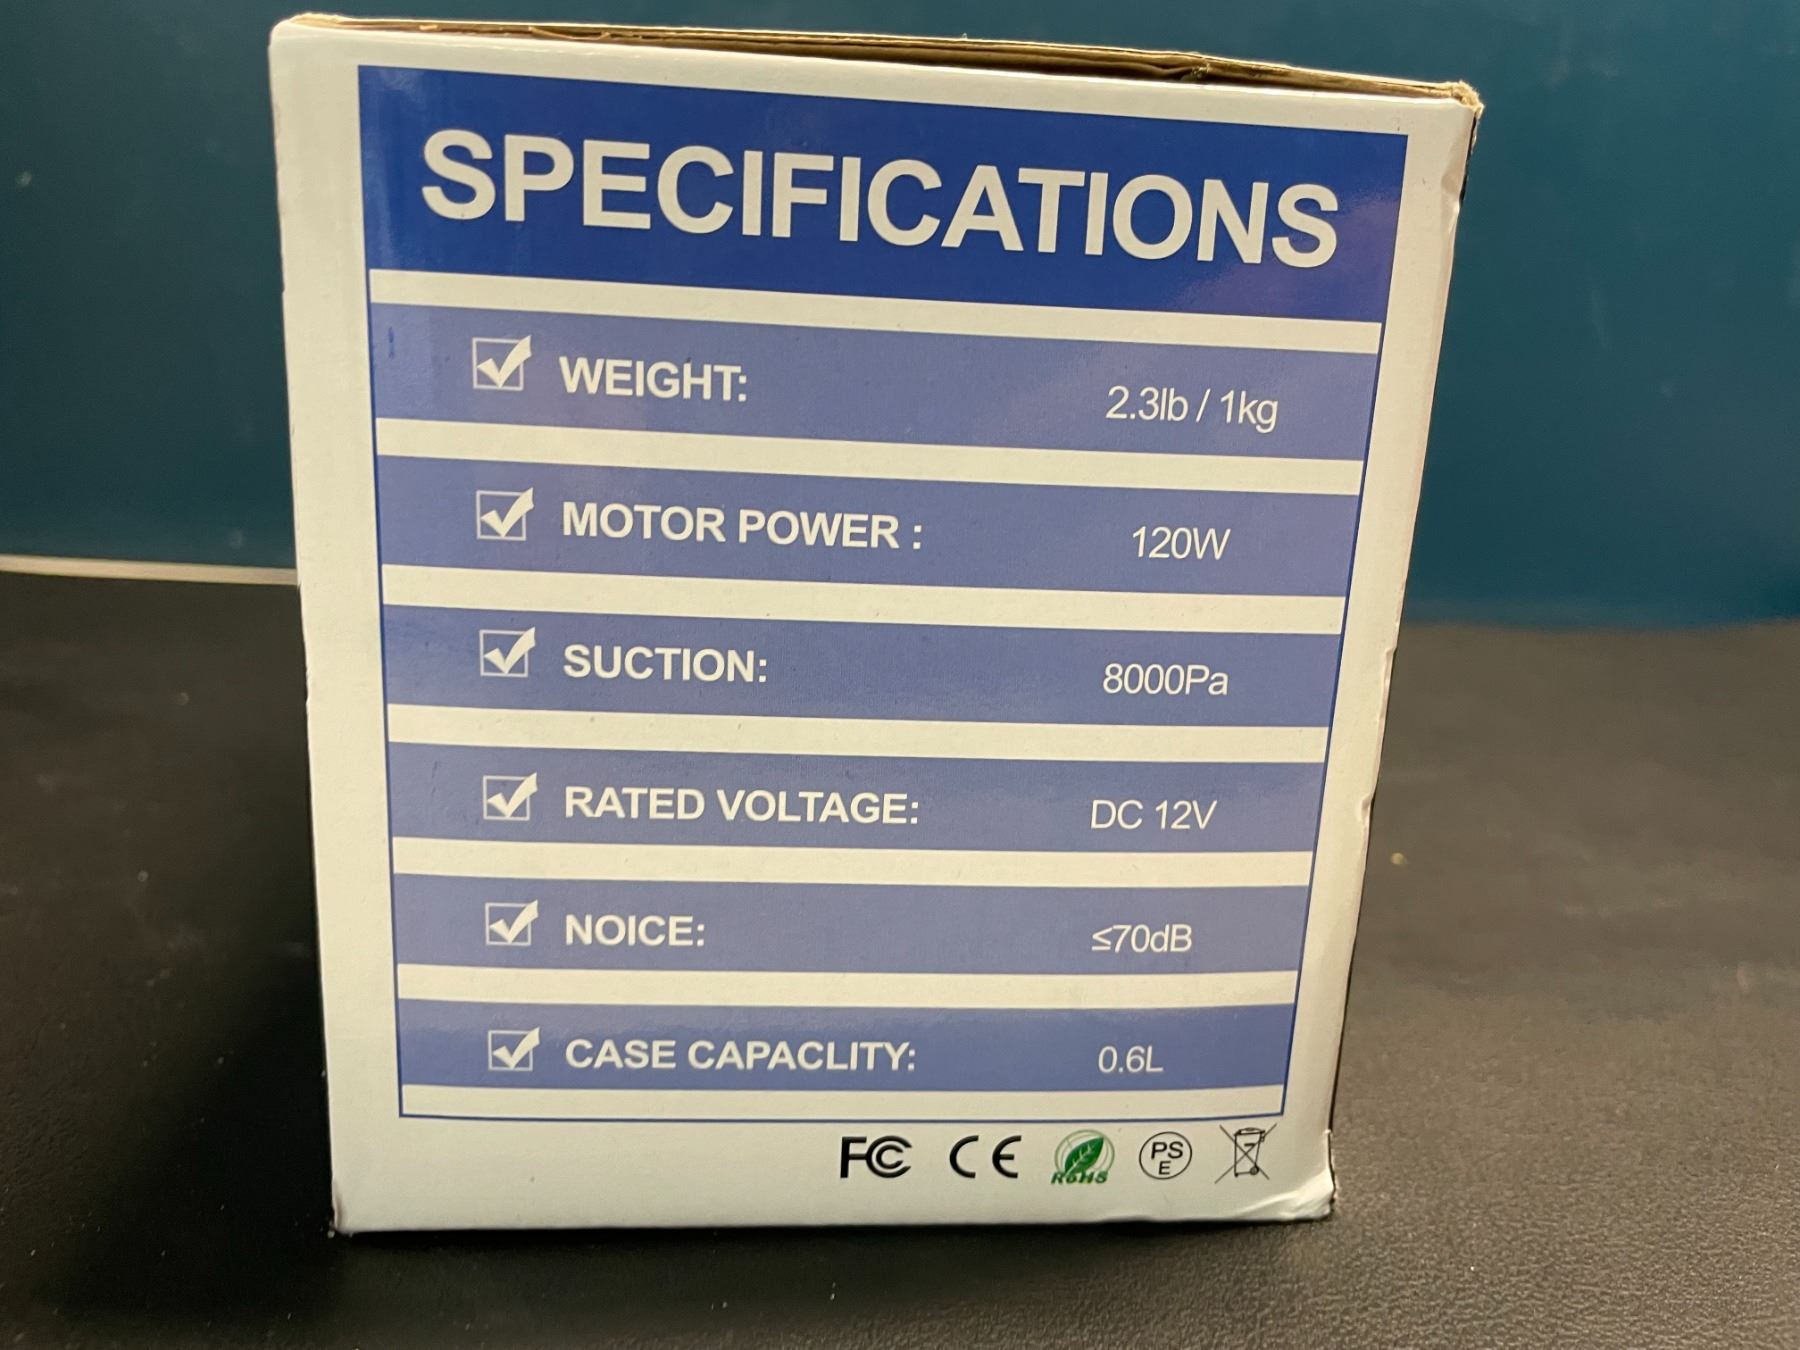 SPECIFICATIONS
WEIGHT: 2.3lb / 1kg
MOTOR POWER : 120W
SUCTION: 8000Pa
RATED VOLTAGE: DC 12V
NOICE: ≤70dB
CASE CAPACLITY: 0.6L
FC CE RoHS PSE